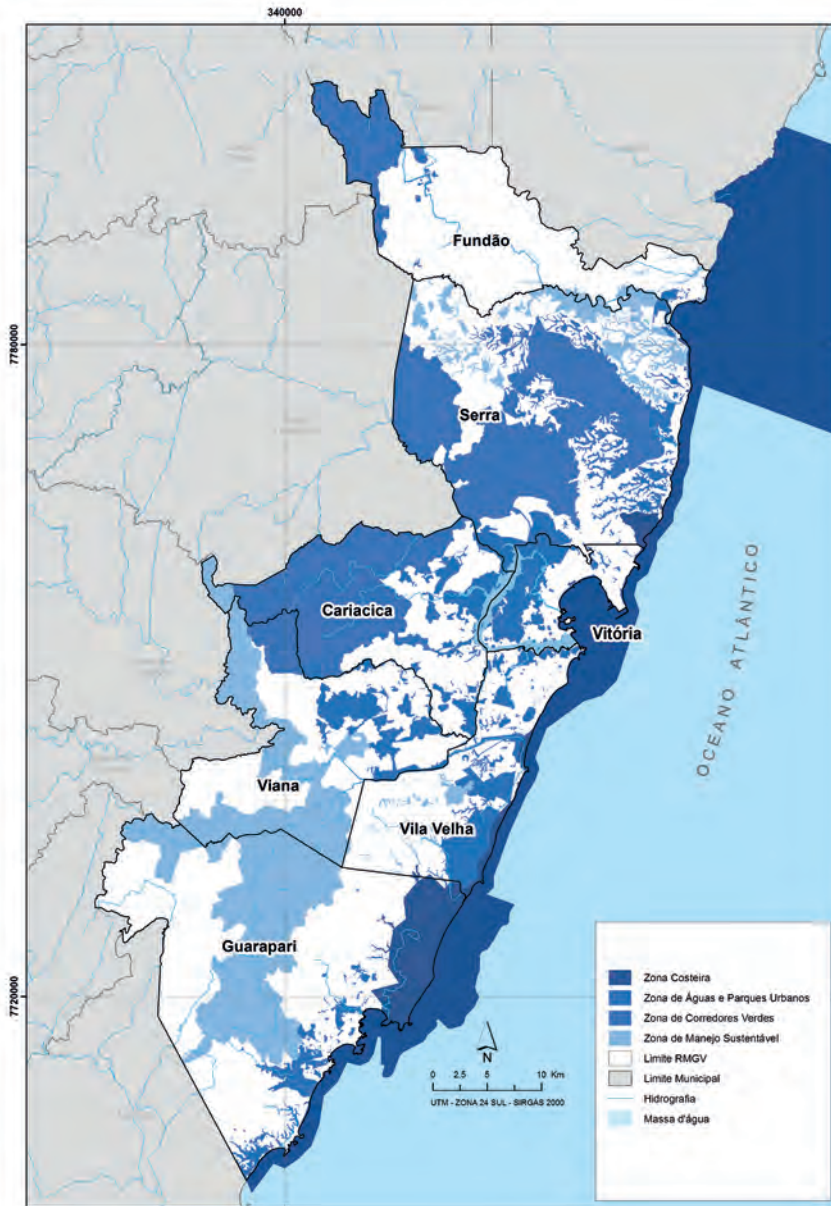 340000
Fundão
7780000
Serra
Cariacica
Vitória
OCEANO ATLÂNTICO
Viana
Vila Velha
Guarapari
7720000
N
0 2.5 5 10 Km
UTM - ZONA 24 SUL - SIRGAS 2000
Zona Costeira
Zona de Águas e Parques Urbanos
Zona de Corredores Verdes
Zona de Manejo Sustentável
Limite RMGV
Limite Municipal
Hidrografia
Massa d'água